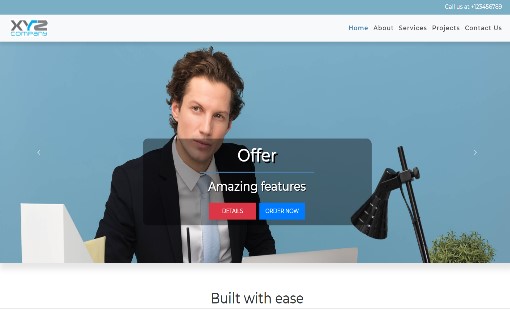 Call us at +123456789
XYZ
company
Home About Services Projects Contact Us
Offer
Amazing features
DETAILS ORDER NOW
Built with ease